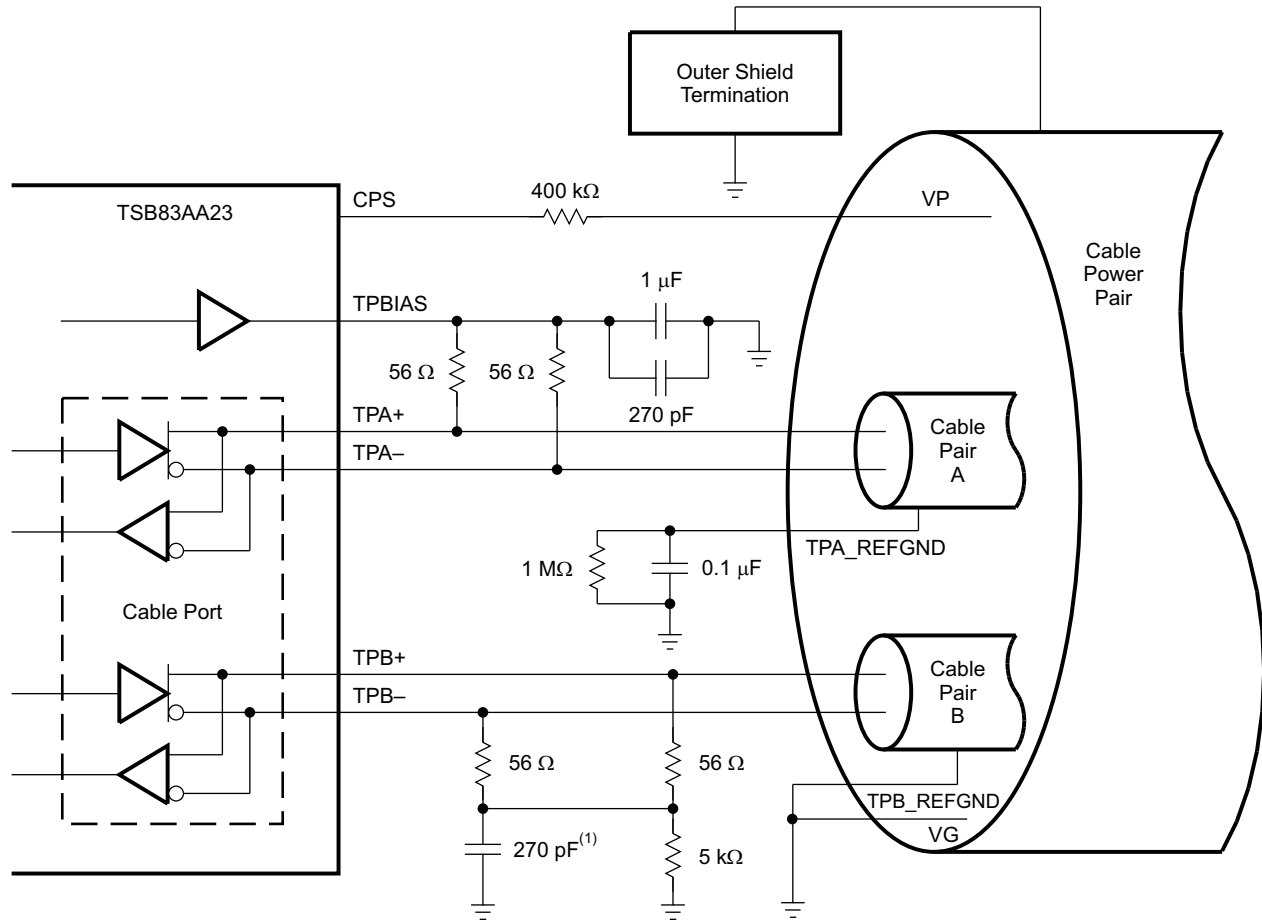 Outer Shield
Termination
TSB83AA23
CPS
400 kΩ
VP
Cable
Power
Pair
TPBIAS
1 μF
56 Ω
56 Ω
270 pF
TPA+
TPA–
Cable
Pair
A
TPA_REFGND
1 MΩ
0.1 μF
Cable Port
TPB+
TPB–
Cable
Pair
B
56 Ω
56 Ω
TPB_REFGND
VG
270 pF(1)
5 kΩ